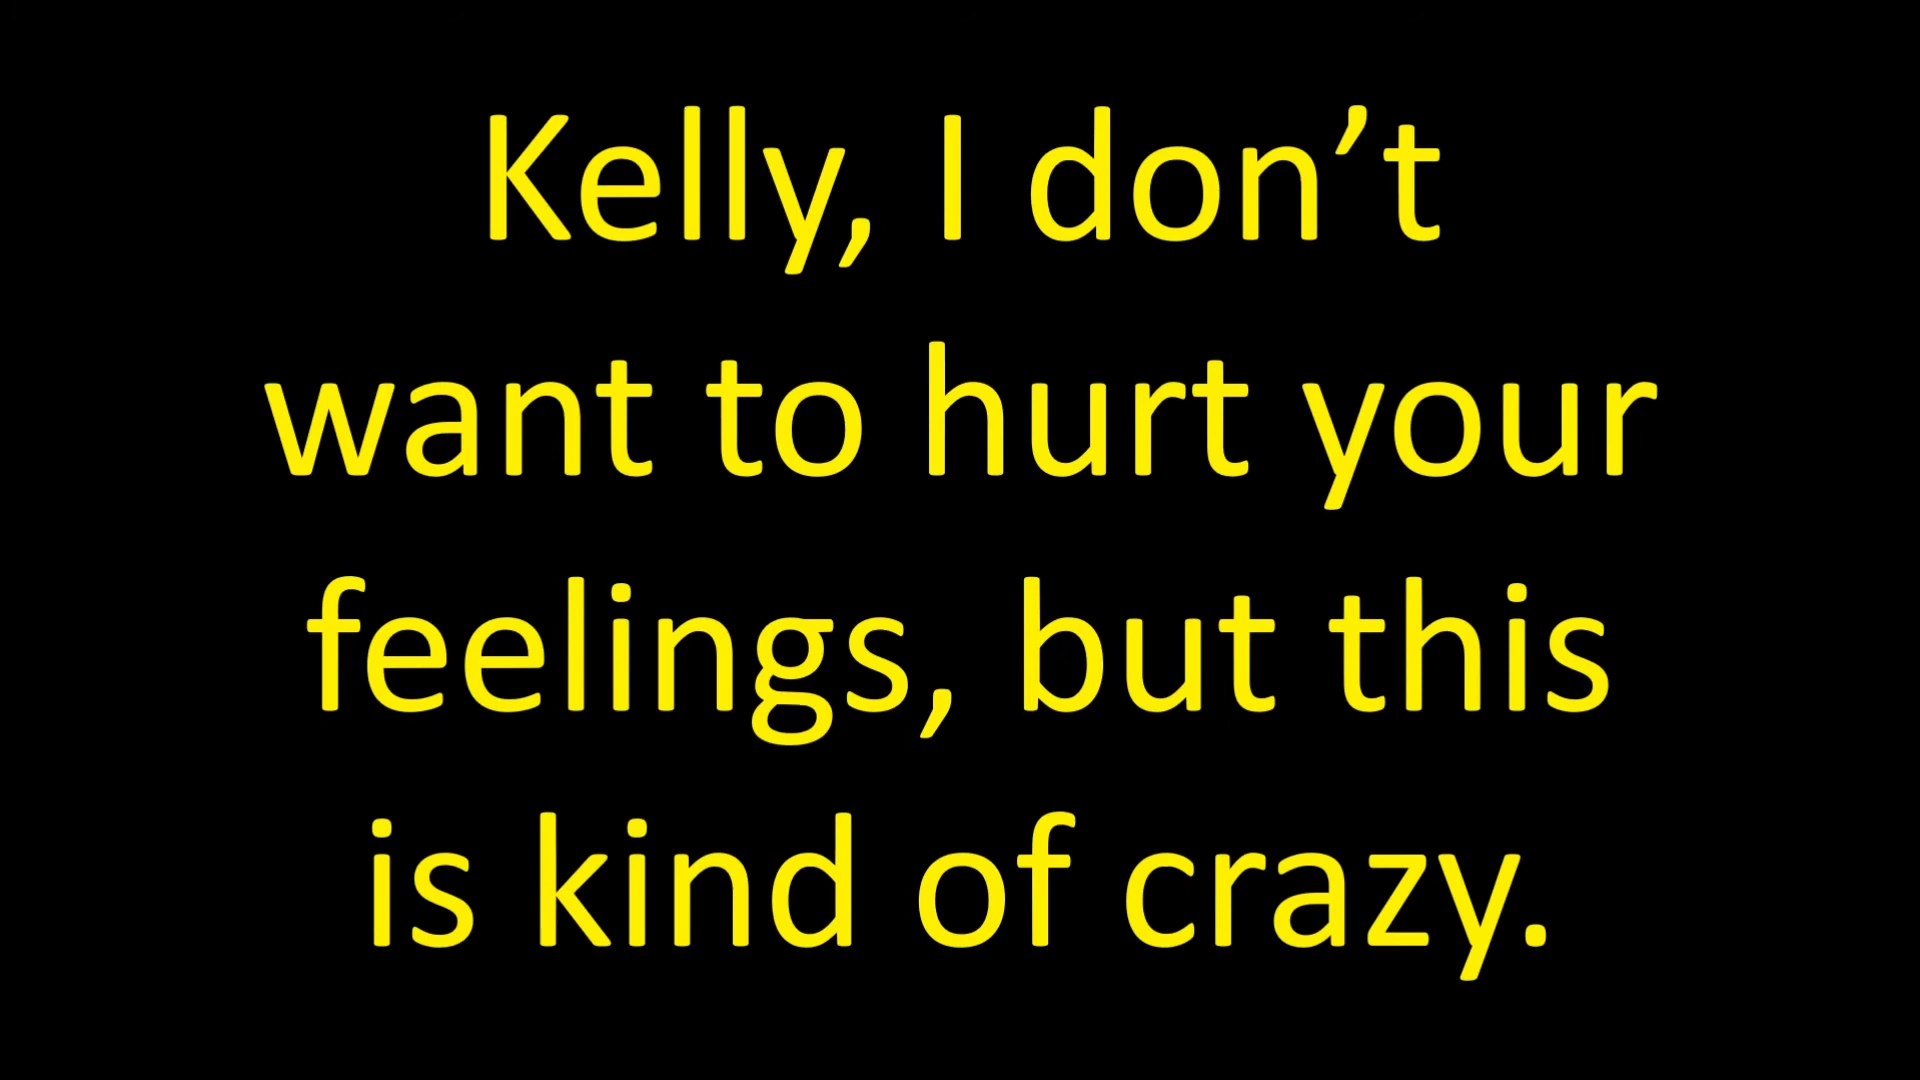 Kelly, I don’t
want to hurt your
feelings, but this
is kind of crazy.